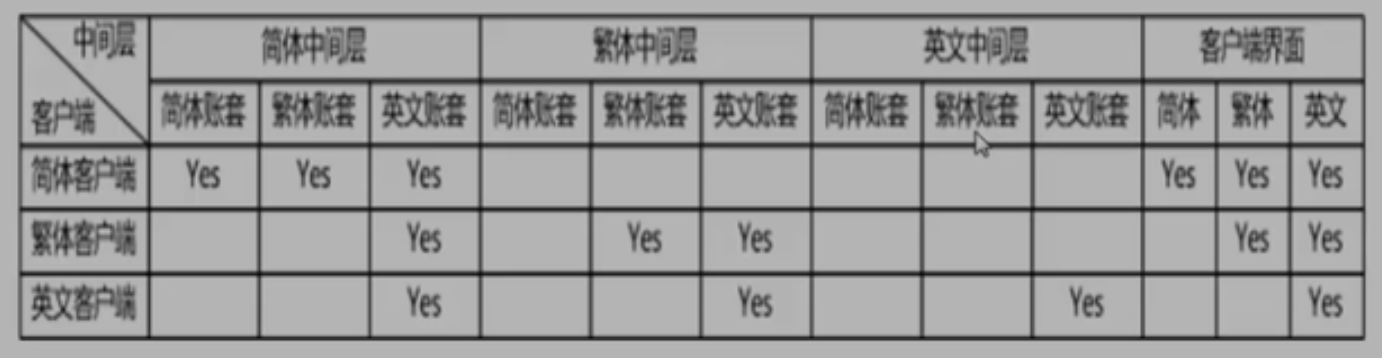 中间层 简体中间层 繁体中间层 英文中间层 客户端界面
客户端 简体账套 繁体账套 英文账套 简体账套 繁体账套 英文账套 简体账套 繁体账套 英文账套 简体 繁体 英文
简体客户端 Yes Yes Yes Yes Yes Yes
繁体客户端 Yes Yes Yes Yes Yes
英文客户端 Yes Yes Yes Yes